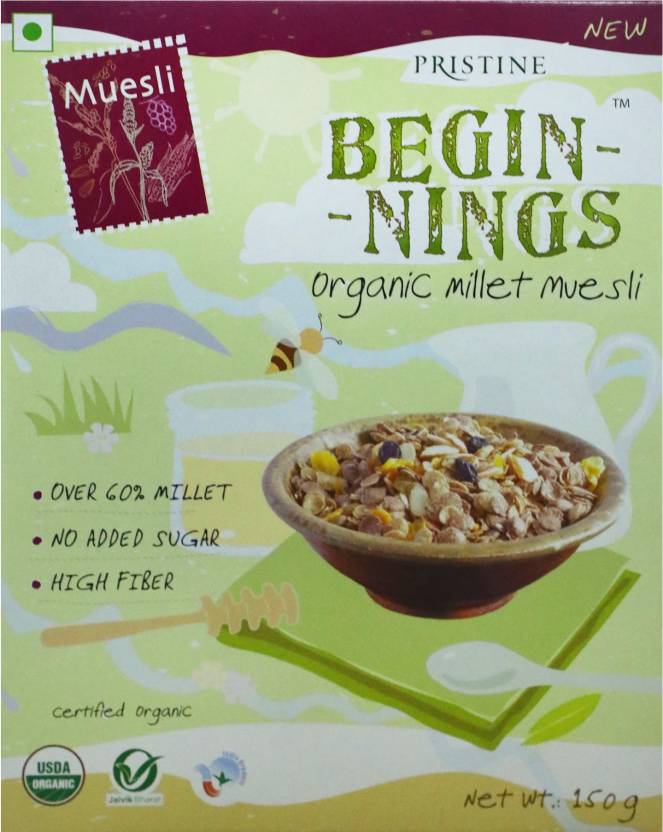 NEW
Muesli
PRISTINE
BEGIN-
-NINGS
TM
organic millet muesli
• OVER 60% MILLET
• NO ADDED SUGAR
• HIGH FIBER
certified organic
USDA
ORGANIC
Jaivik Bharat
Net Wt.: 150 g